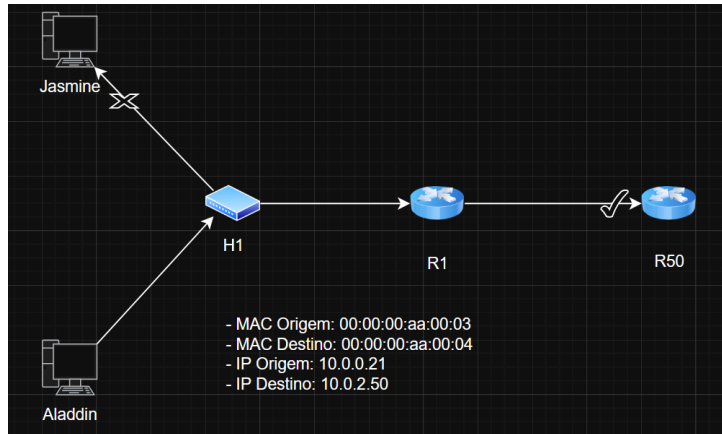 Jasmine
H1
R1
R50
- MAC Origem: 00:00:00:aa:00:03
- MAC Destino: 00:00:00:aa:00:04
- IP Origem: 10.0.0.21
- IP Destino: 10.0.2.50
Aladdin